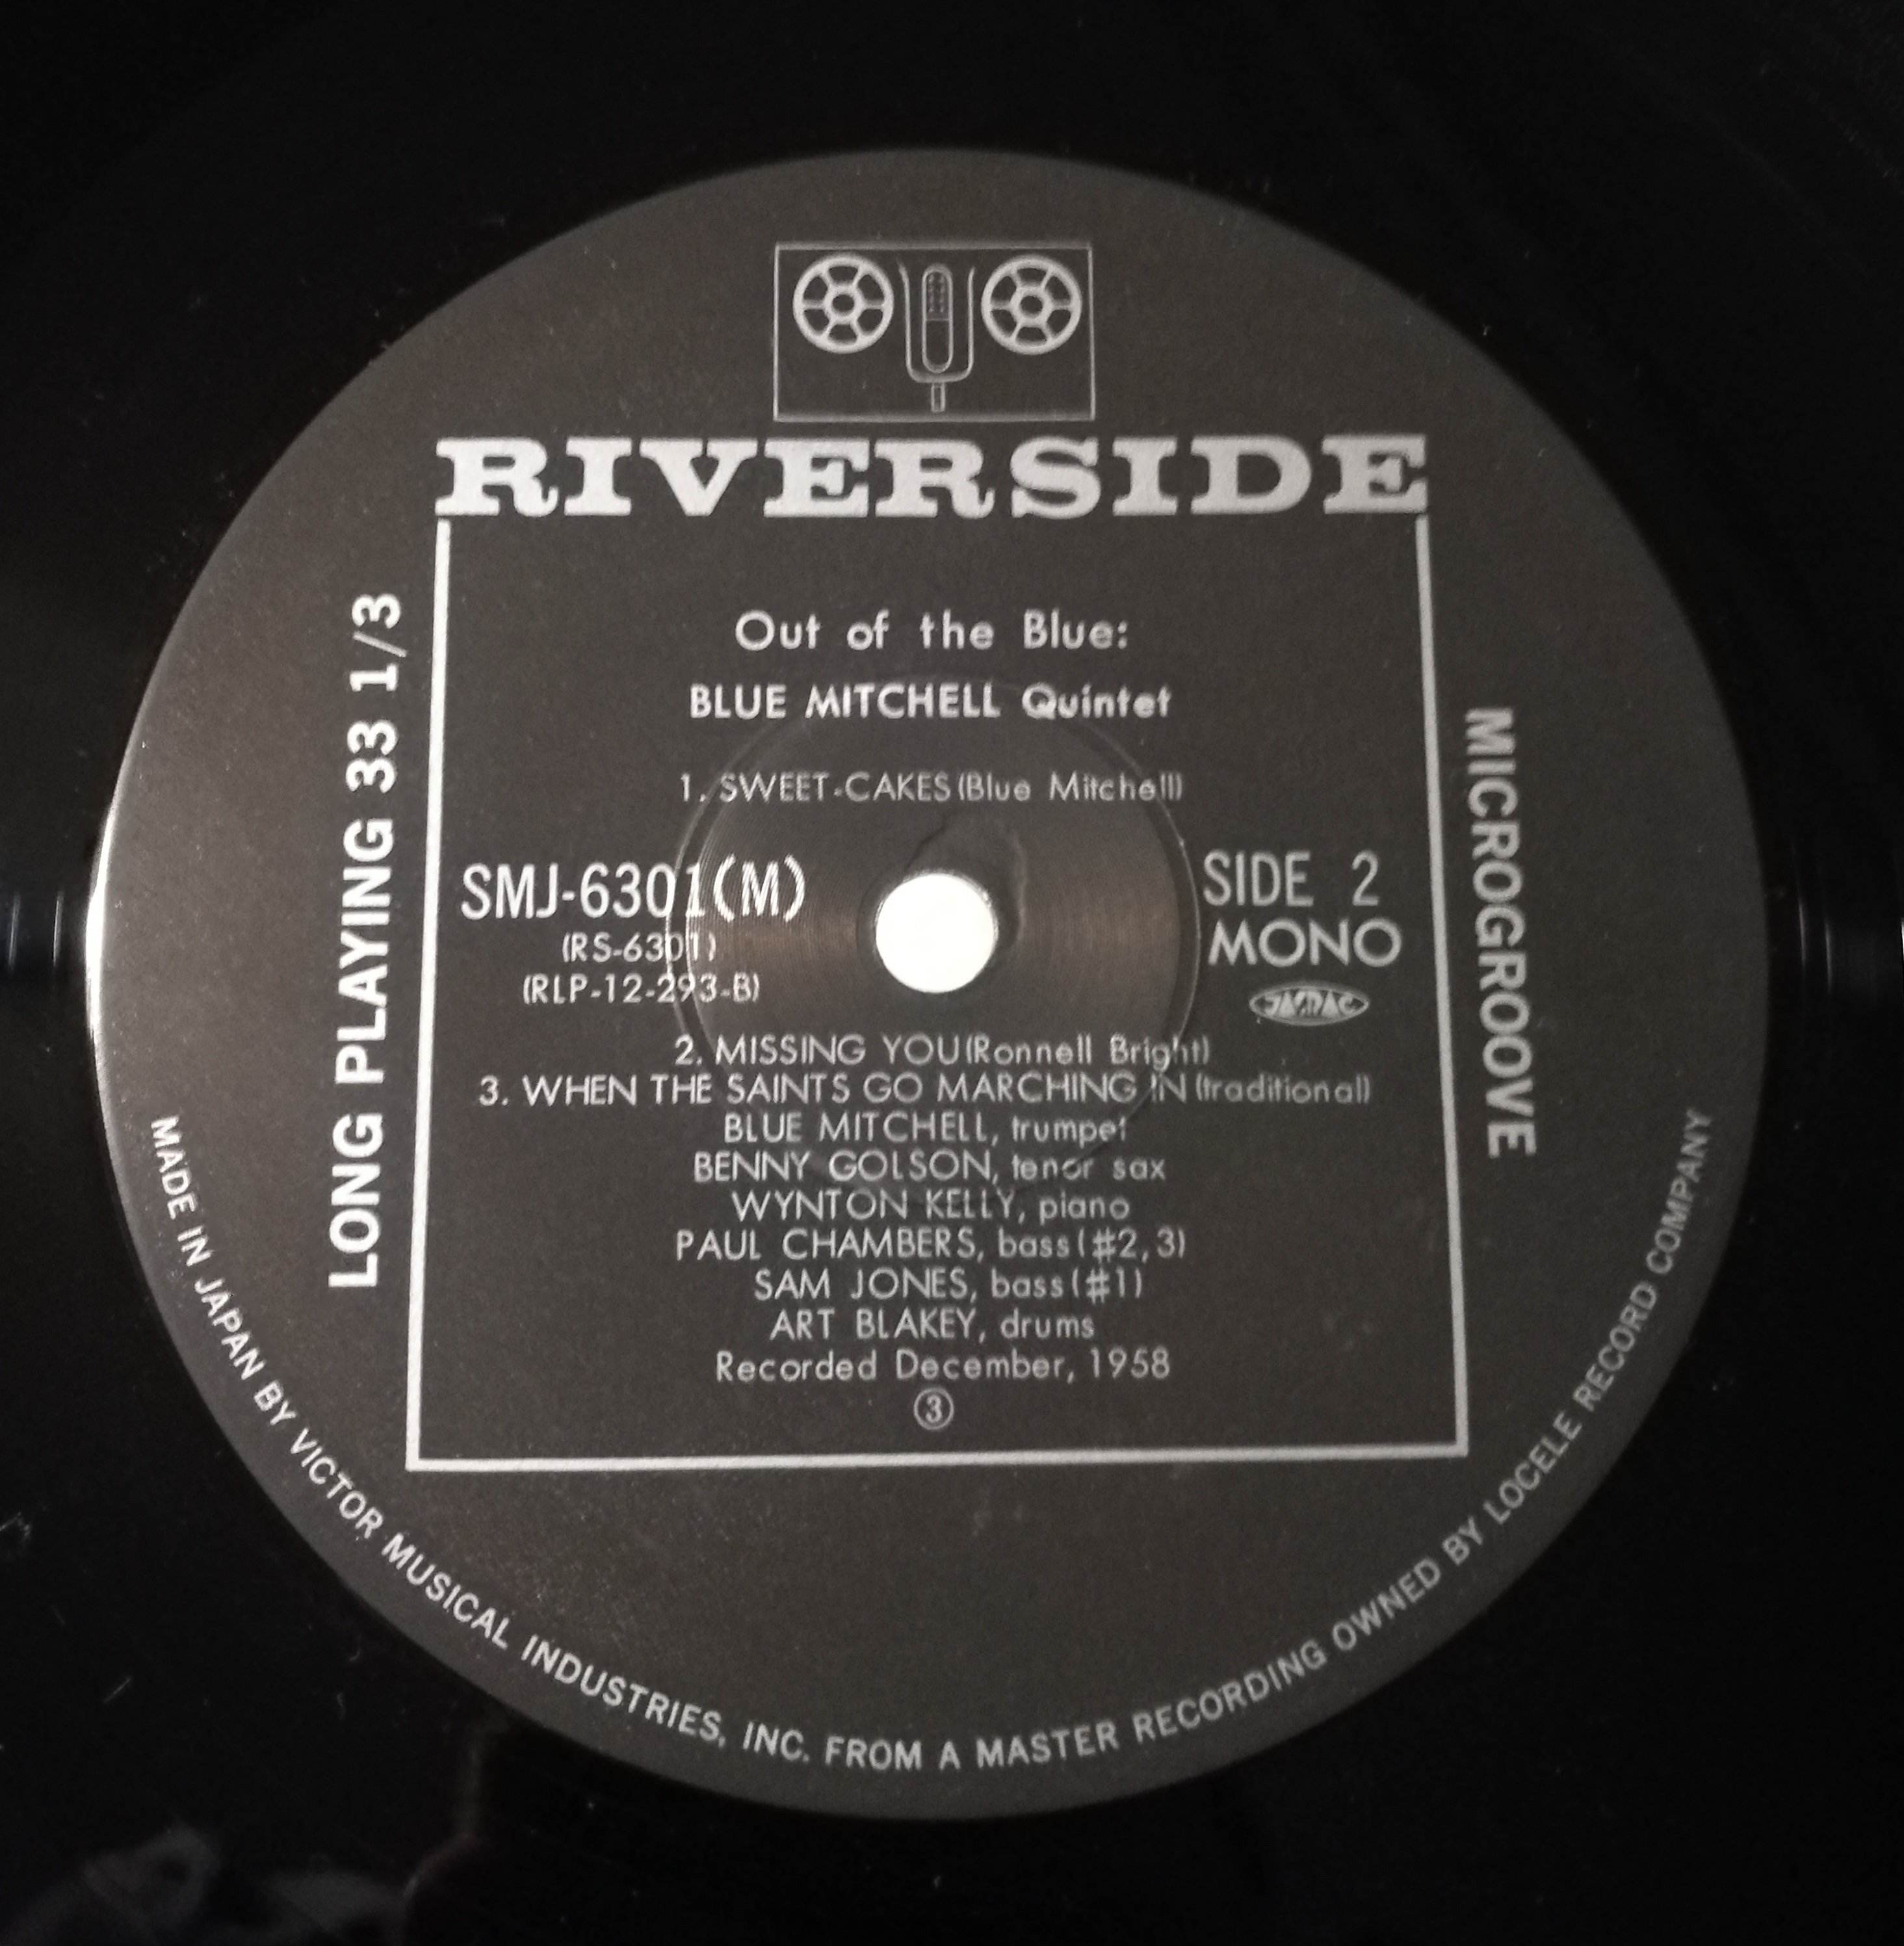 RIVERSIDE
LONG PLAYING 33 1/3
MICROGROOVE
Out of the Blue:
BLUE MITCHELL Quintet
1. SWEET-CAKES (Blue Mitchell)
SMJ-6301(M)
(RS-6301)
(RLP-12-293-B)
SIDE 2
MONO
JASRAC
2. MISSING YOU (Ronnell Bright)
3. WHEN THE SAINTS GO MARCHING IN (traditional)
BLUE MITCHELL, trumpet
BENNY GOLSON, tenor sax
WYNTON KELLY, piano
PAUL CHAMBERS, bass (#2,3)
SAM JONES, bass (#1)
ART BLAKEY, drums
Recorded December, 1958
③
MADE IN JAPAN BY VICTOR MUSICAL INDUSTRIES, INC. FROM A MASTER RECORDING OWNED BY LOCELE RECORD COMPANY